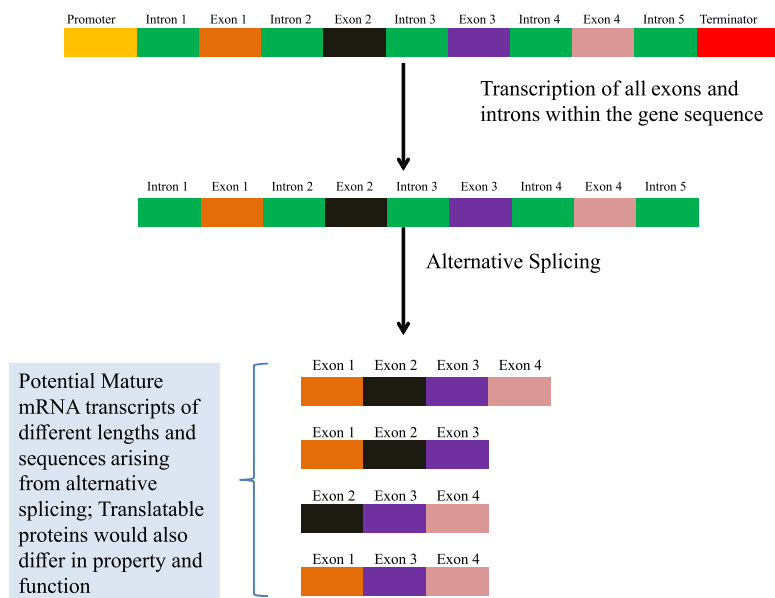 Promoter Intron 1 Exon 1 Intron 2 Exon 2 Intron 3 Exon 3 Intron 4 Exon 4 Intron 5 Terminator
Transcription of all exons and
introns within the gene sequence
Intron 1 Exon 1 Intron 2 Exon 2 Intron 3 Exon 3 Intron 4 Exon 4 Intron 5
Alternative Splicing
Potential Mature
mRNA transcripts of
different lengths and
sequences arising
from alternative
splicing; Translatable
proteins would also
differ in property and
function
Exon 1 Exon 2 Exon 3 Exon 4
Exon 1 Exon 2 Exon 3
Exon 2 Exon 3 Exon 4
Exon 1 Exon 3 Exon 4